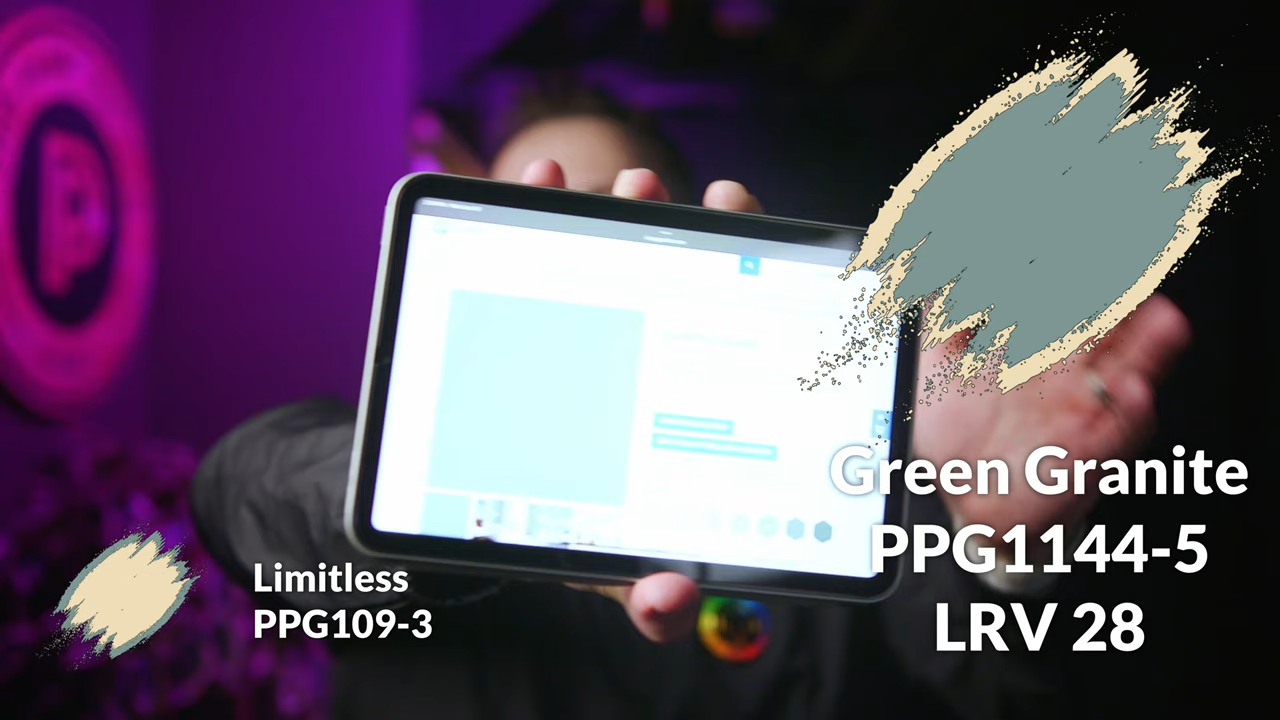 Green Granite
PPG1144-5
LRV 28
Limitless
PPG109-3